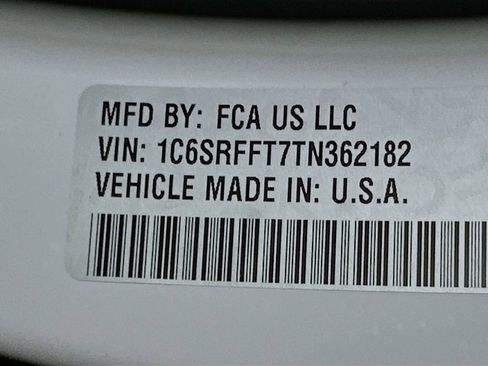 MFD BY: FCA US LLC
VIN: 1C6SRFFT7TN362182
VEHICLE MADE IN: U.S.A.